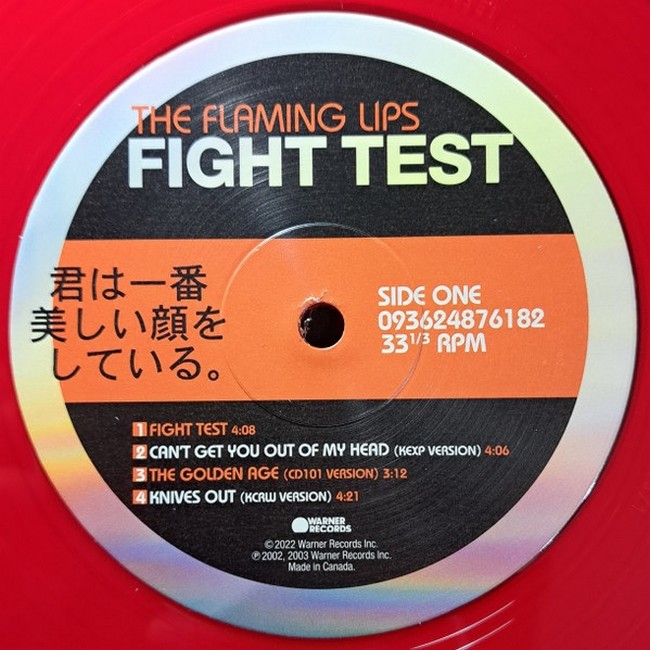 THE FLAMING LIPS
FIGHT TEST
君は一番
美しい顔を
している。
SIDE ONE
093624876182
33 1/3 RPM
1 FIGHT TEST 4:08
2 CAN'T GET YOU OUT OF MY HEAD (KEXP VERSION) 4:06
3 THE GOLDEN AGE (CD101 VERSION) 3:12
4 KNIVES OUT (KCRW VERSION) 4:21
WARNER
RECORDS
© 2022 Warner Records Inc.
℗ 2002, 2003 Warner Records Inc.
Made in Canada.